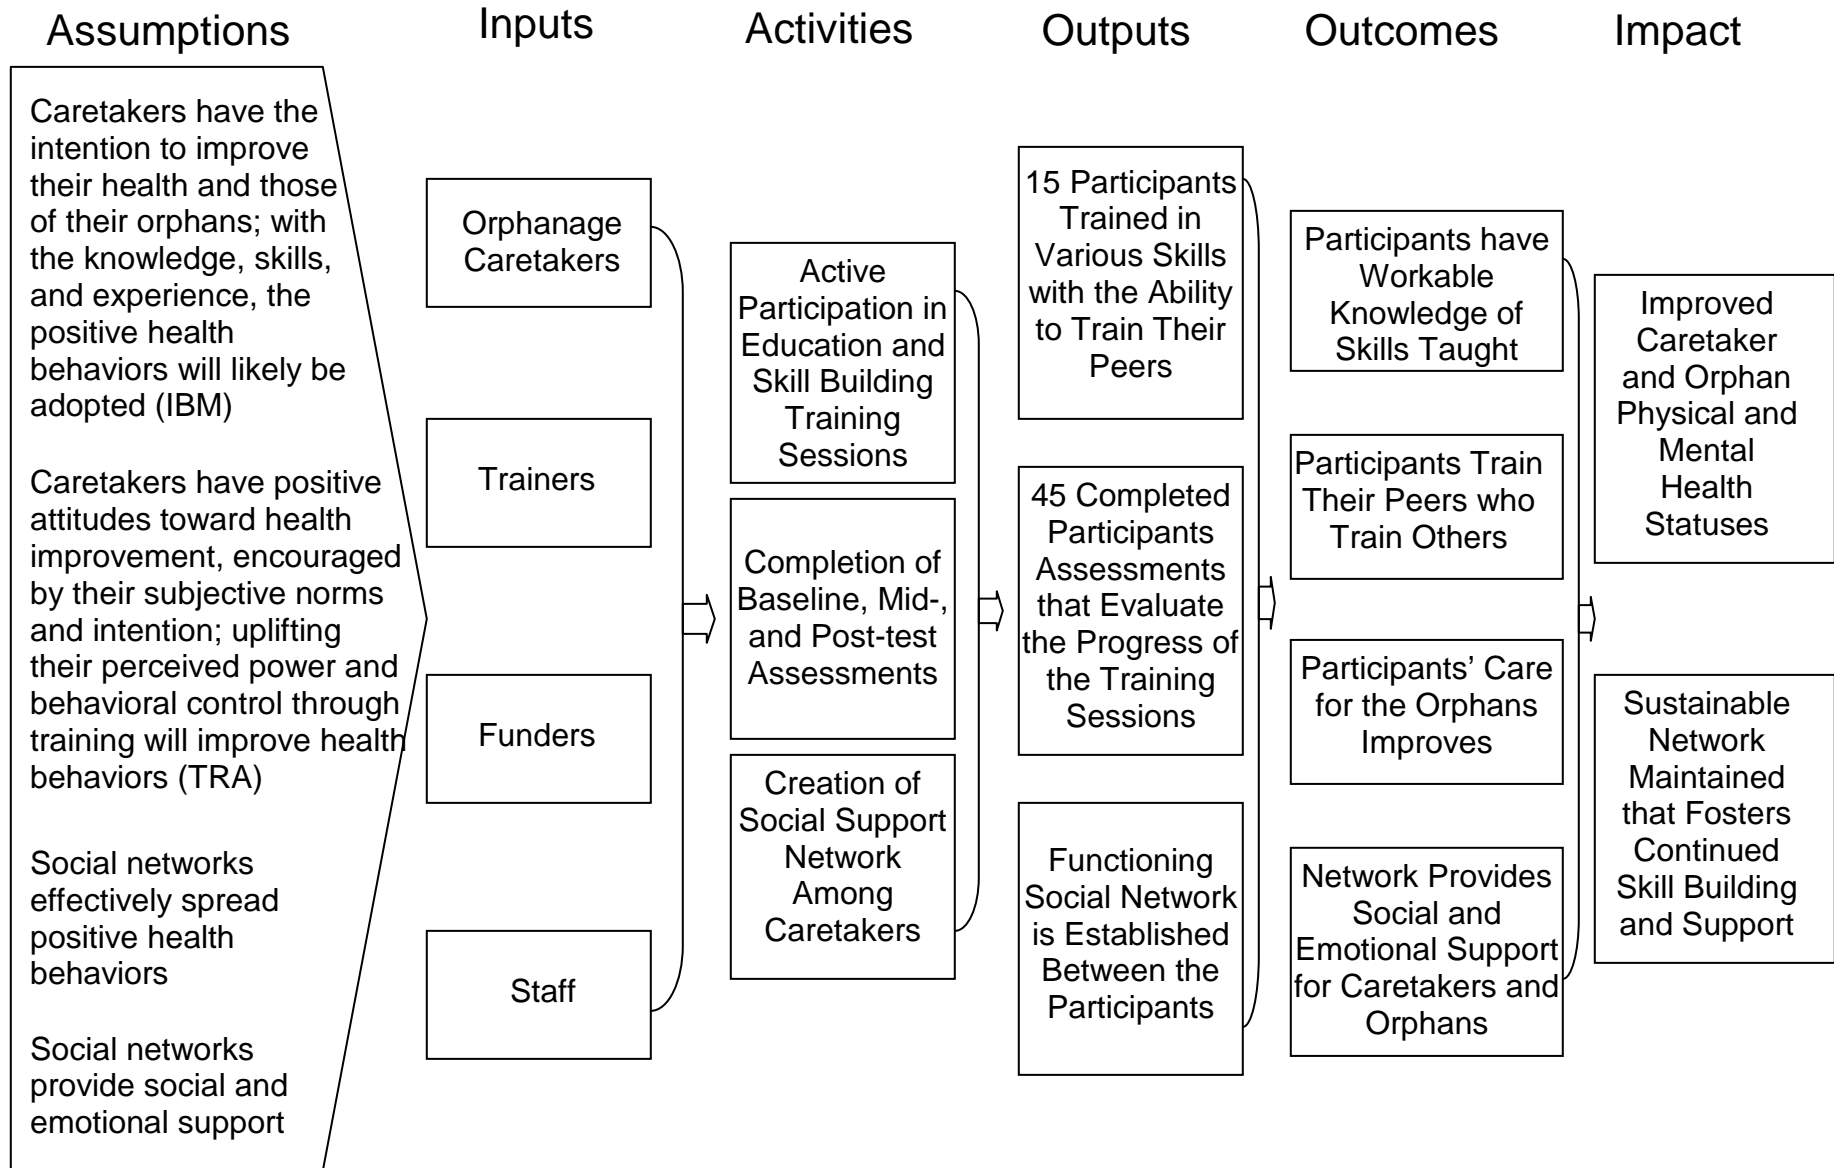 Assumptions
Inputs
Activities
Outputs
Outcomes
Impact
Caretakers have the
intention to improve
their health and those
of their orphans; with
the knowledge, skills,
and experience, the
positive health
behaviors will likely be
adopted (IBM)
Caretakers have positive
attitudes toward health
improvement, encouraged
by their subjective norms
and intention; uplifting
their perceived power and
behavioral control through
training will improve health
behaviors (TRA)
Social networks
effectively spread
positive health
behaviors
Social networks
provide social and
emotional support
Orphanage
Caretakers
Trainers
Funders
Staff
Active
Participation in
Education and
Skill Building
Training
Sessions
Completion of
Baseline, Mid-,
and Post-test
Assessments
Creation of
Social Support
Network
Among
Caretakers
15 Participants
Trained in
Various Skills
with the Ability
to Train Their
Peers
45 Completed
Participants
Assessments
that Evaluate
the Progress of
the Training
Sessions
Functioning
Social Network
is Established
Between the
Participants
Participants have
Workable
Knowledge of
Skills Taught
Participants Train
Their Peers who
Train Others
Participants’ Care
for the Orphans
Improves
Network Provides
Social and
Emotional Support
for Caretakers and
Orphans
Improved
Caretaker
and Orphan
Physical and
Mental
Health
Statuses
Sustainable
Network
Maintained
that Fosters
Continued
Skill Building
and Support